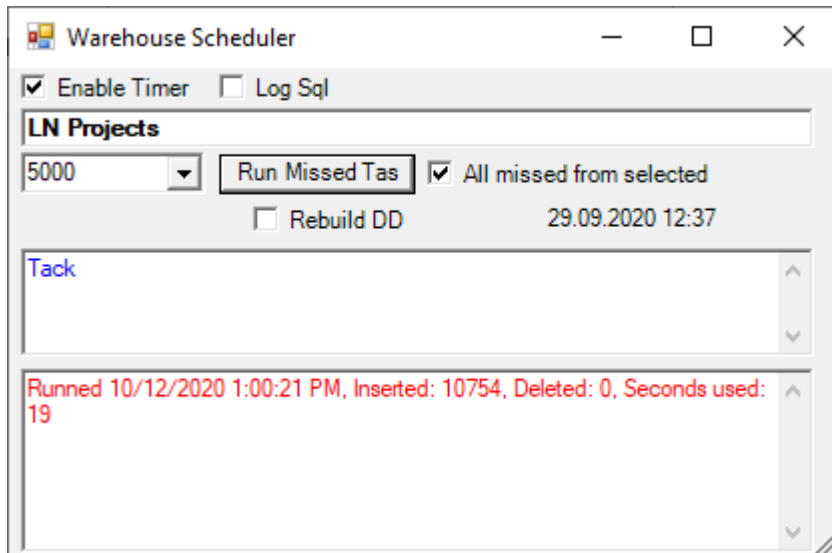 Warehouse Scheduler
Enable Timer Log Sql
LN Projects
5000 Run Missed Tas All missed from selected
Rebuild DD 29.09.2020 12:37
Tack
Runned 10/12/2020 1:00:21 PM, Inserted: 10754, Deleted: 0, Seconds used:
19